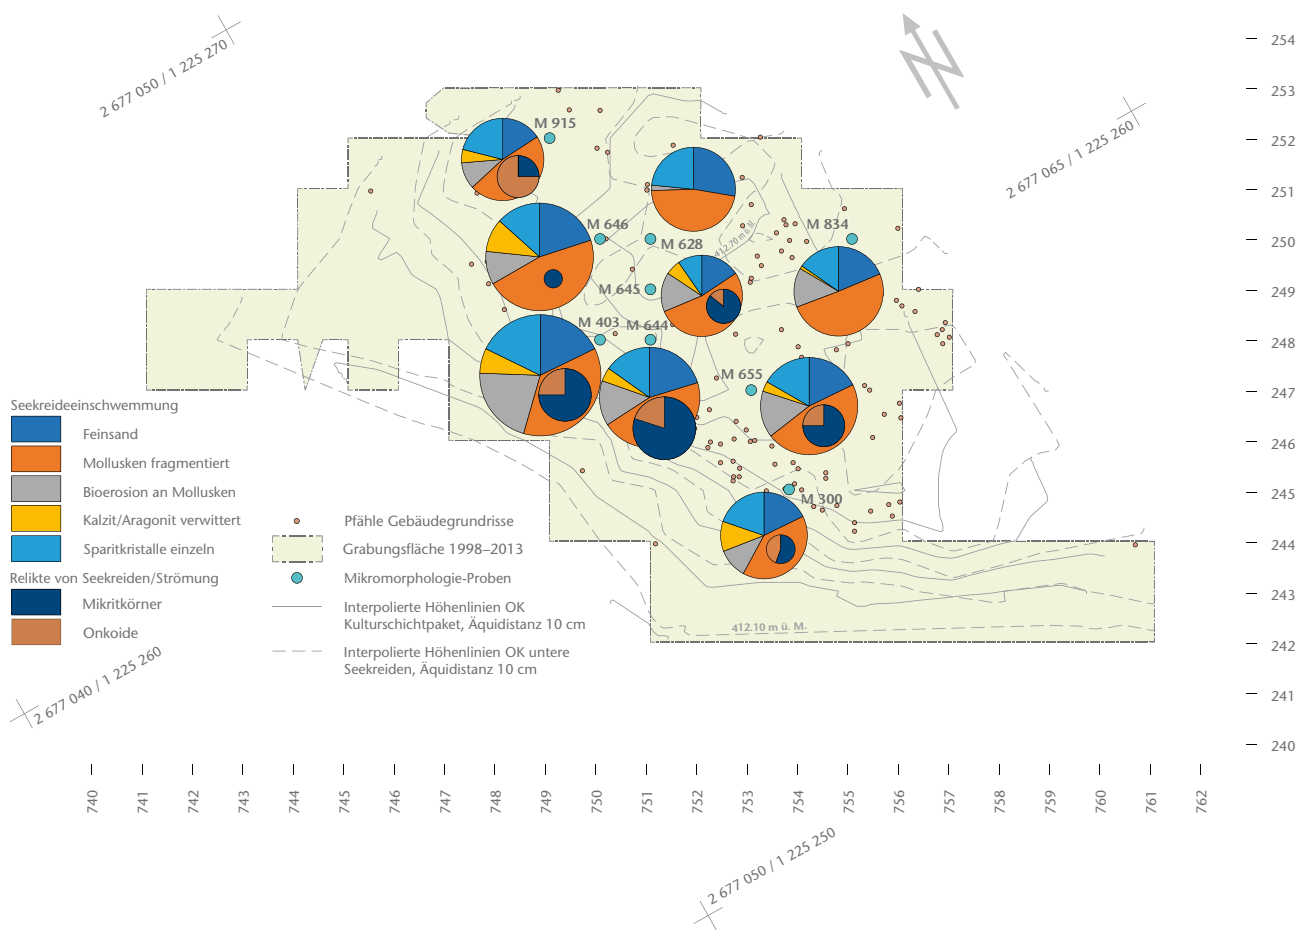 2 677 050 / 1 225 270
2 677 065 / 1 225 260
254
253
252
251
250
249
248
247
246
245
244
243
242
241
240
M 915
M 646
M 628
M 834
412.70 m ü. M.
M 645
M 403
M 644
M 655
M 300
412.10 m ü. M.
Seekreideeinschwemmung
Feinsand
Mollusken fragmentiert
Bioerosion an Mollusken
Kalzit/Aragonit verwittert
Sparitkristalle einzeln
Relikte von Seekreiden/Strömung
Mikritkörner
Onkoide
Pfähle Gebäudegrundrisse
Grabungsfläche 1998–2013
Mikromorphologie-Proben
Interpolierte Höhenlinien OK
Kulturschichtpaket, Äquidistanz 10 cm
Interpolierte Höhenlinien OK untere
Seekreiden, Äquidistanz 10 cm
2 677 040 / 1 225 260
740 741 742 743 744 745 746 747 748 749 750 751 752 753 754 755 756 757 758 759 760 761 762
2 677 050 / 1 225 250